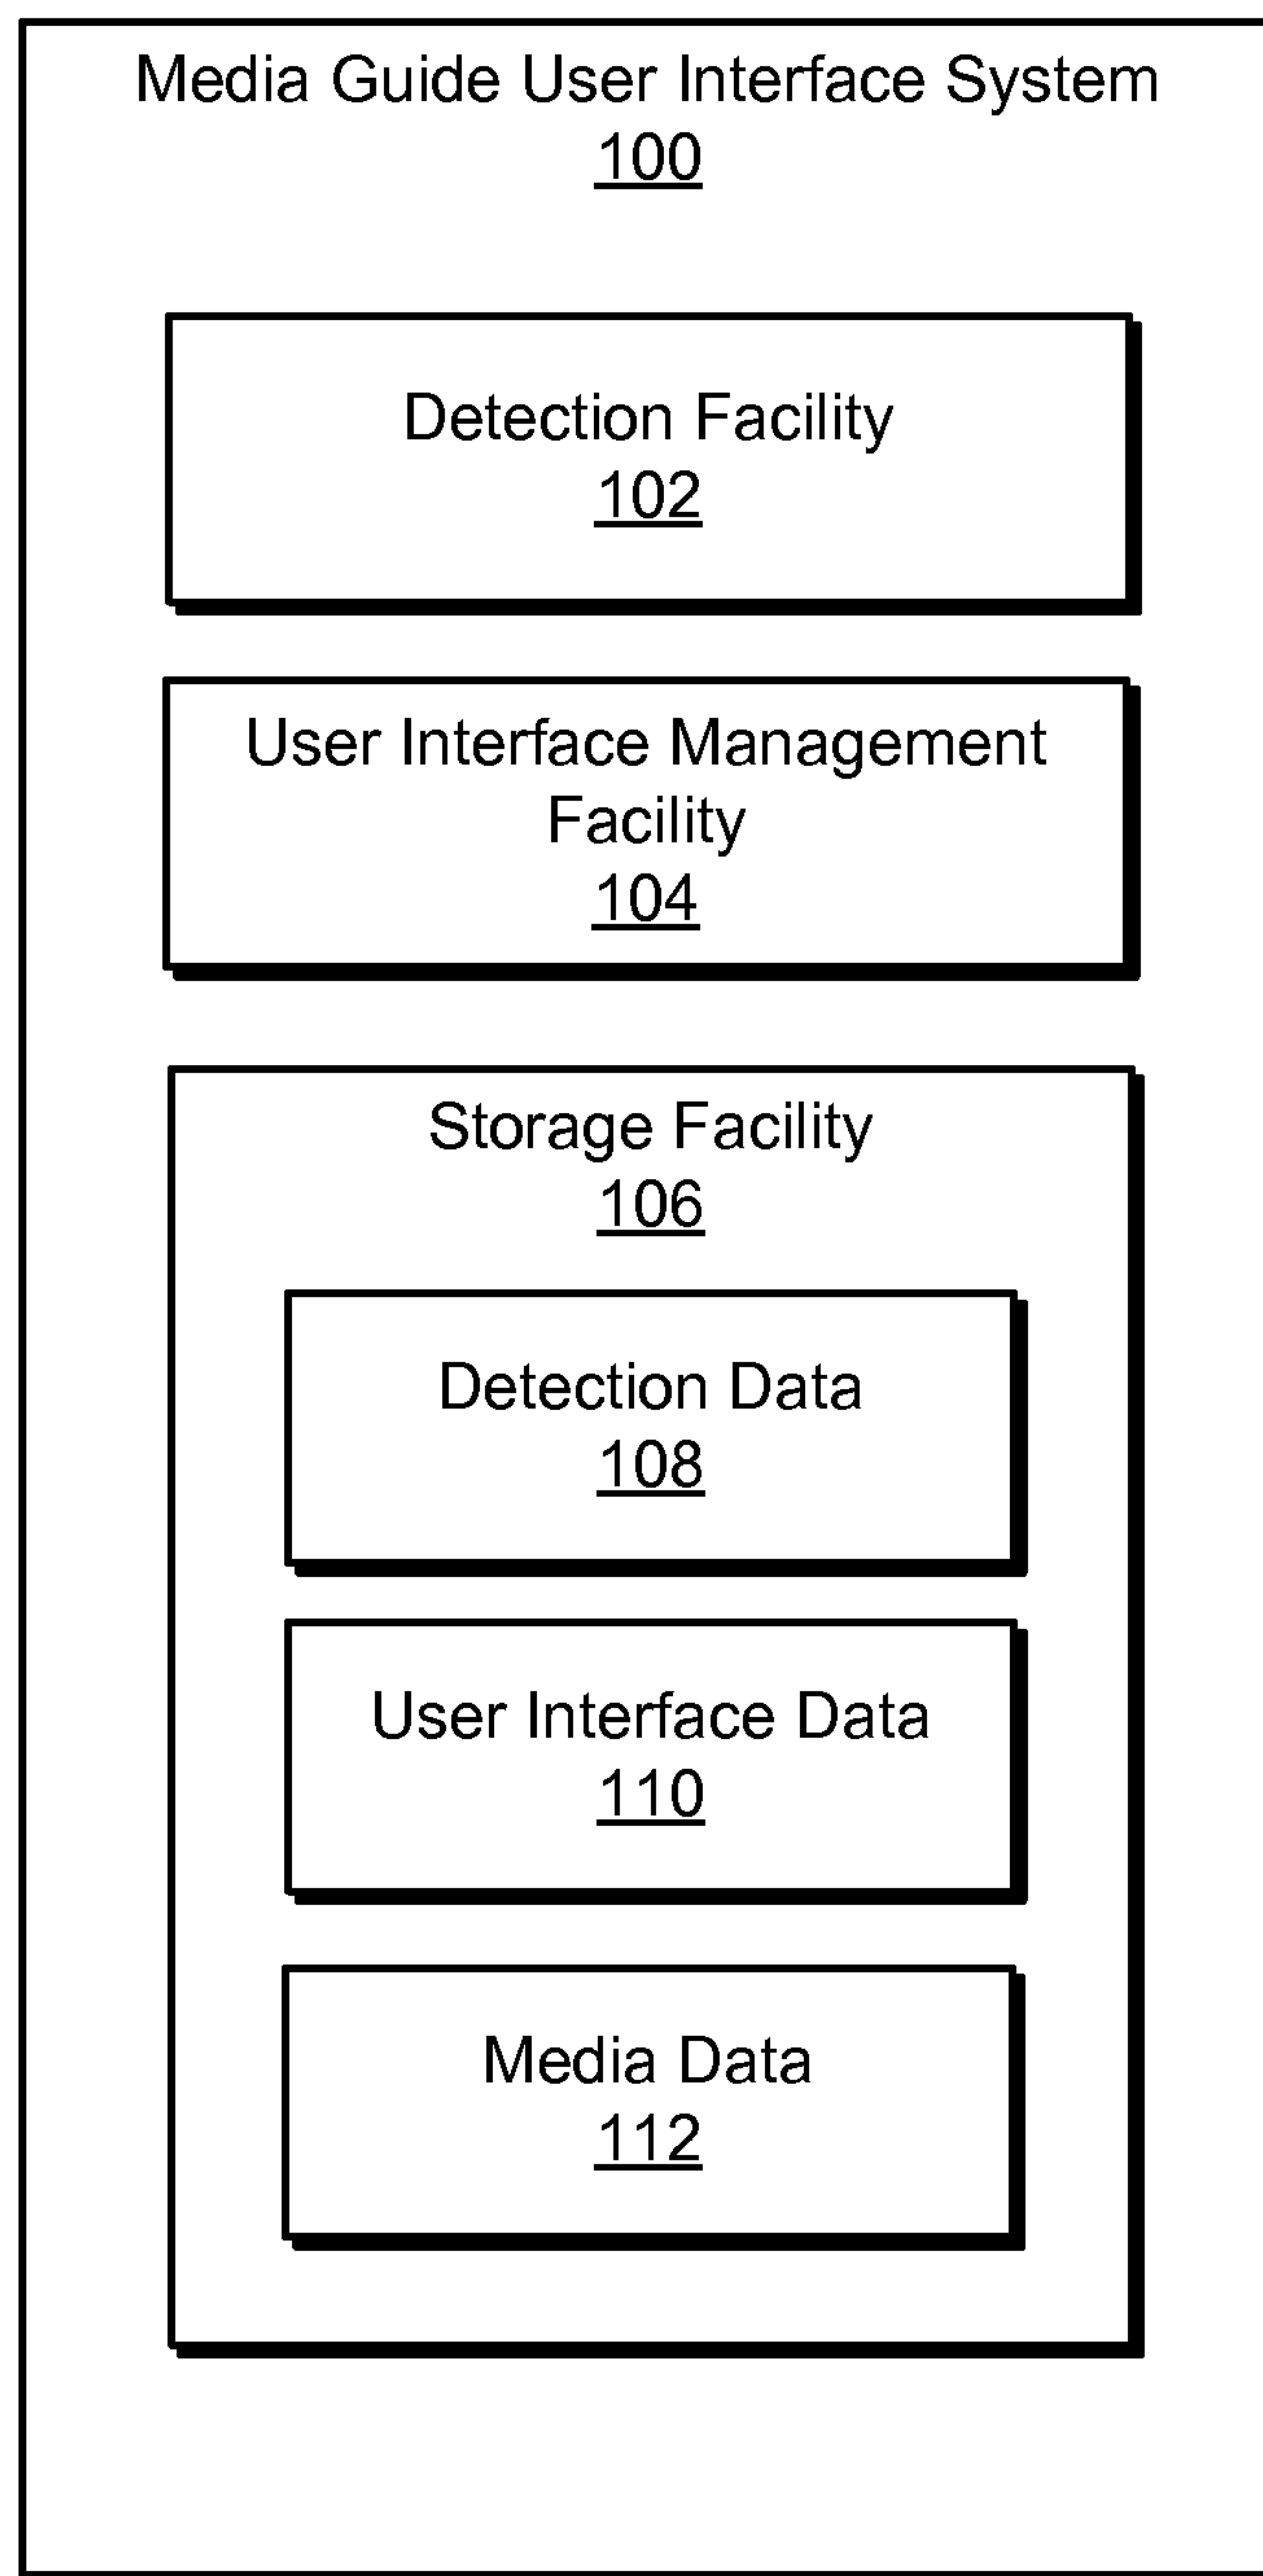 Media Guide User Interface System
100
Detection Facility
102
User Interface Management
Facility
104
Storage Facility
106
Detection Data
108
User Interface Data
110
Media Data
112